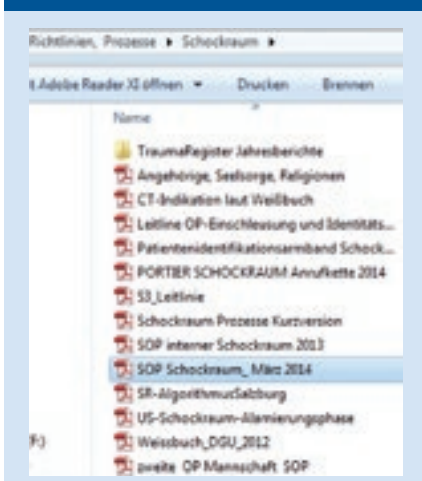 Richtlinien, Prozesse ▸ Schockraum ▸
t Adobe Reader XI öffnen Drucken Brennen
Name
TraumaRegister Jahresberichte
Angehörige, Seelsorge, Religionen
CT-Indikation laut Weißbuch
Leitline OP-Einschleusung und Identitäts...
Patientenidentifikationsarmband Schock...
PORTIER SCHOCKRAUM Anrufkette 2014
S3_Leitlinie
Schockraum Prozesse Kurzversion
SOP interner Schockraum 2013
SOP Schockraum_ März 2014
SR-AlgorithmucSalzburg
US-Schockraum-Alarmierungsphase
F:) Weissbuch_DGU_2012
zweite OP Mannschaft SOP